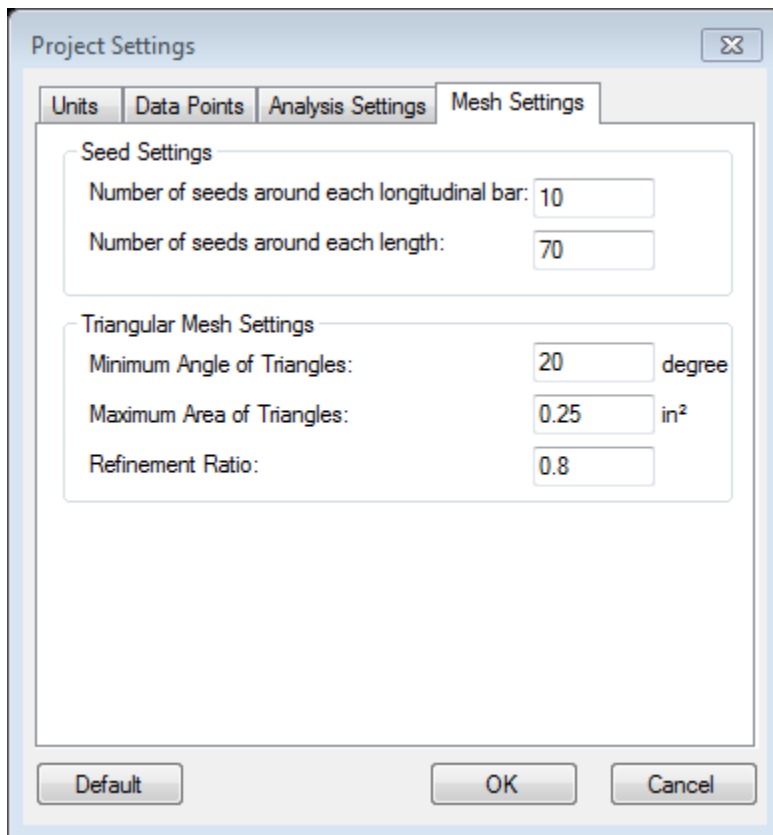 Project Settings
Units Data Points Analysis Settings Mesh Settings
Seed Settings
Number of seeds around each longitudinal bar: 10
Number of seeds around each length: 70
Triangular Mesh Settings
Minimum Angle of Triangles: 20 degree
Maximum Area of Triangles: 0.25 in²
Refinement Ratio: 0.8
Default OK Cancel